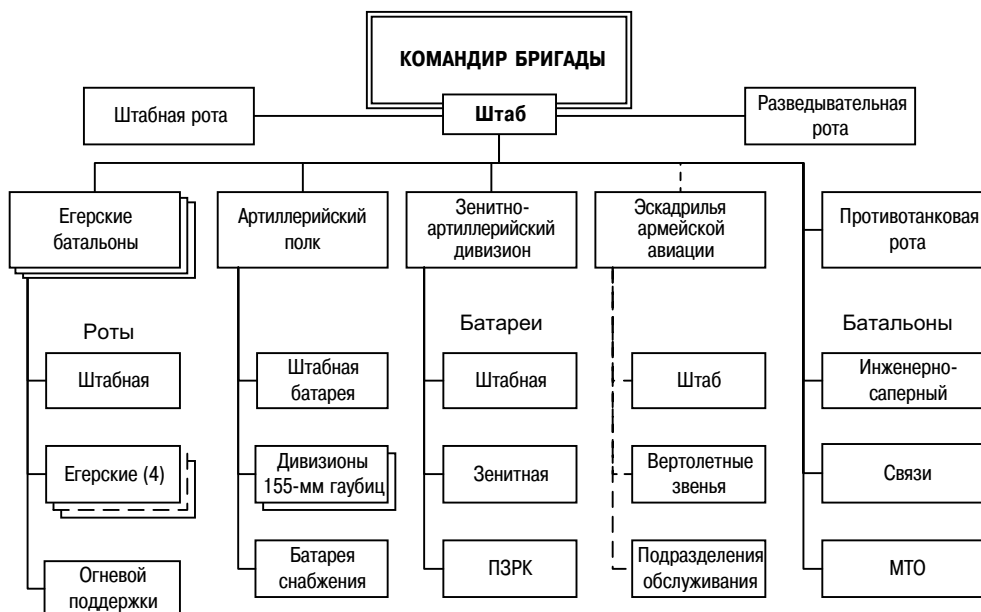 КОМАНДИР БРИГАДЫ
Штаб
Штабная рота
Разведывательная
рота
Егерские
батальоны
Артиллерийский
полк
Зенитно-
артиллерийский
дивизион
Эскадрилья
армейской
авиации
Противотанковая
рота
Роты
Батареи
Батальоны
Штабная
Штабная
батарея
Штабная
Штаб
Инженерно-
саперный
Егерские (4)
Дивизионы
155-мм гаубиц
Зенитная
Вертолетные
звенья
Связи
Огневой
поддержки
Батарея
снабжения
ПЗРК
Подразделения
обслуживания
МТО